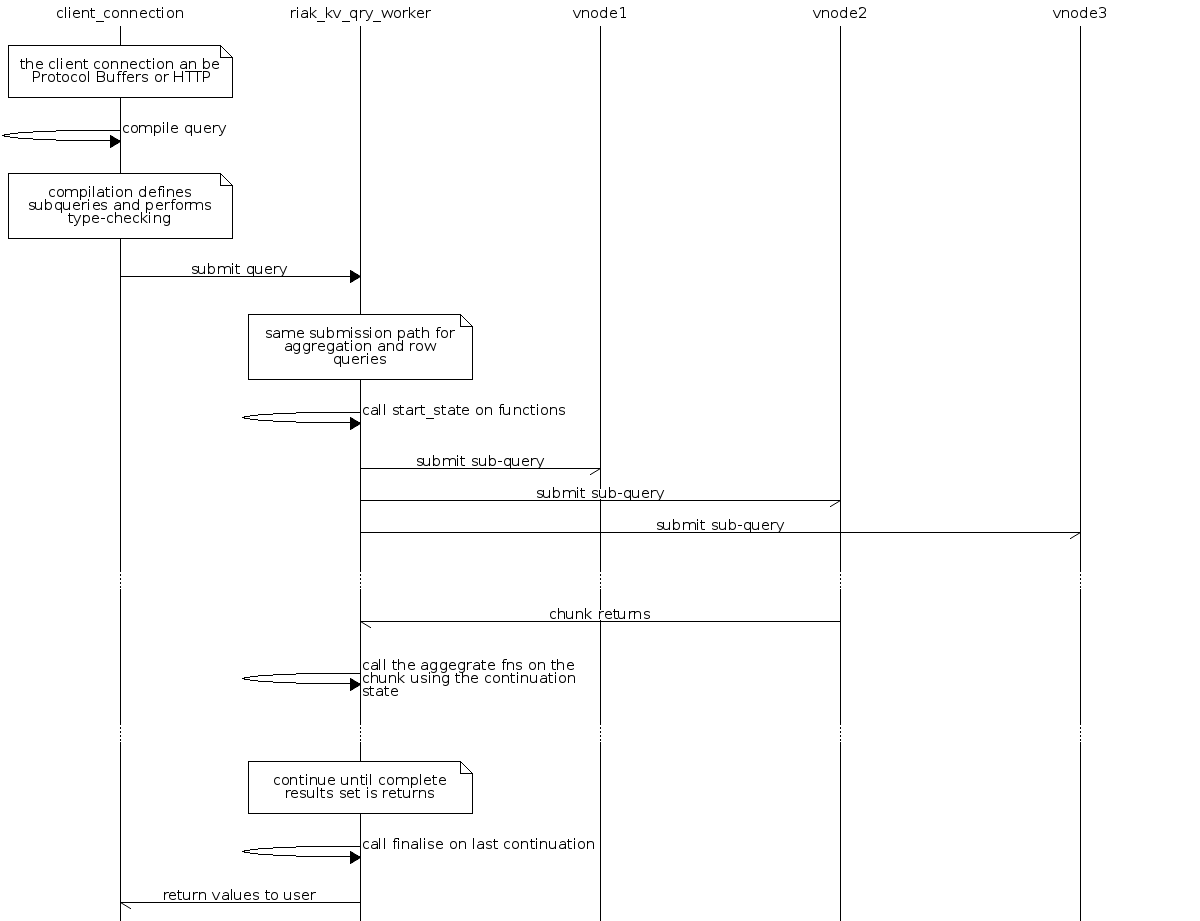 client_connection
riak_kv_qry_worker
vnode1
vnode2
vnode3
the client connection an be
Protocol Buffers or HTTP
compile query
compilation defines
subqueries and performs
type-checking
submit query
same submission path for
aggregation and row
queries
call start_state on functions
submit sub-query
submit sub-query
submit sub-query
chunk returns
call the aggegrate fns on the
chunk using the continuation
state
continue until complete
results set is returns
call finalise on last continuation
return values to user